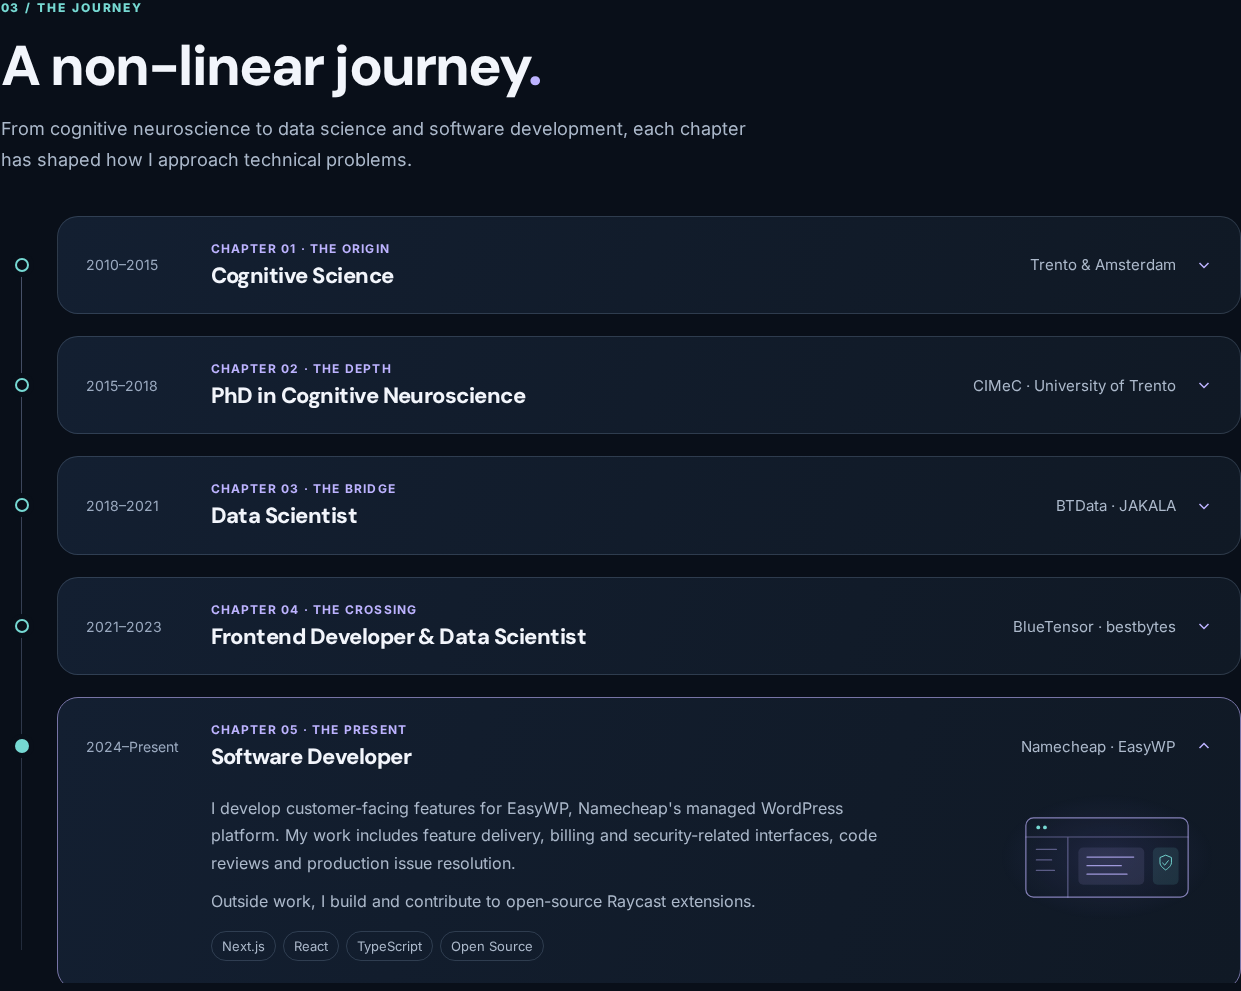 03 / THE JOURNEY
A non-linear journey.
From cognitive neuroscience to data science and software development, each chapter
has shaped how I approach technical problems.
CHAPTER 01 · THE ORIGIN
2010–2015
Cognitive Science
Trento & Amsterdam
CHAPTER 02 · THE DEPTH
2015–2018
PhD in Cognitive Neuroscience
CIMeC · University of Trento
CHAPTER 03 · THE BRIDGE
2018–2021
Data Scientist
BTData · JAKALA
CHAPTER 04 · THE CROSSING
2021–2023
Frontend Developer & Data Scientist
BlueTensor · bestbytes
CHAPTER 05 · THE PRESENT
2024–Present
Software Developer
Namecheap · EasyWP
I develop customer-facing features for EasyWP, Namecheap's managed WordPress
platform. My work includes feature delivery, billing and security-related interfaces, code
reviews and production issue resolution.
Outside work, I build and contribute to open-source Raycast extensions.
Next.js
React
TypeScript
Open Source